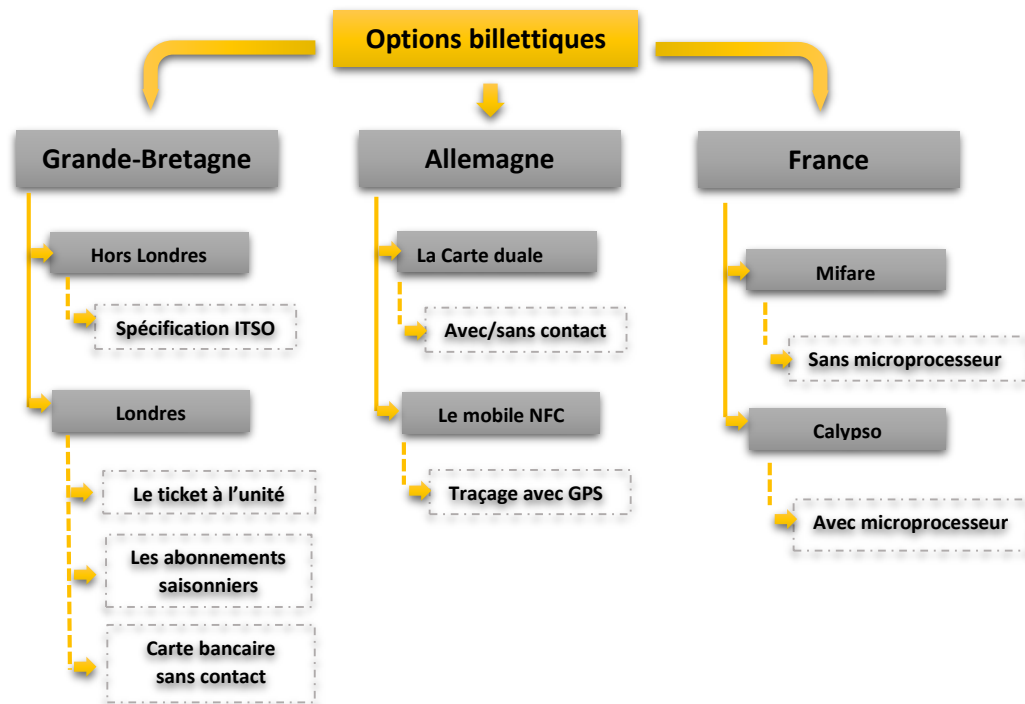 Options billettiques
Grande-Bretagne
Hors Londres
Spécification ITSO
Londres
Le ticket à l’unité
Les abonnements
saisonniers
Carte bancaire
sans contact
Allemagne
La Carte duale
Avec/sans contact
Le mobile NFC
Traçage avec GPS
France
Mifare
Sans microprocesseur
Calypso
Avec microprocesseur